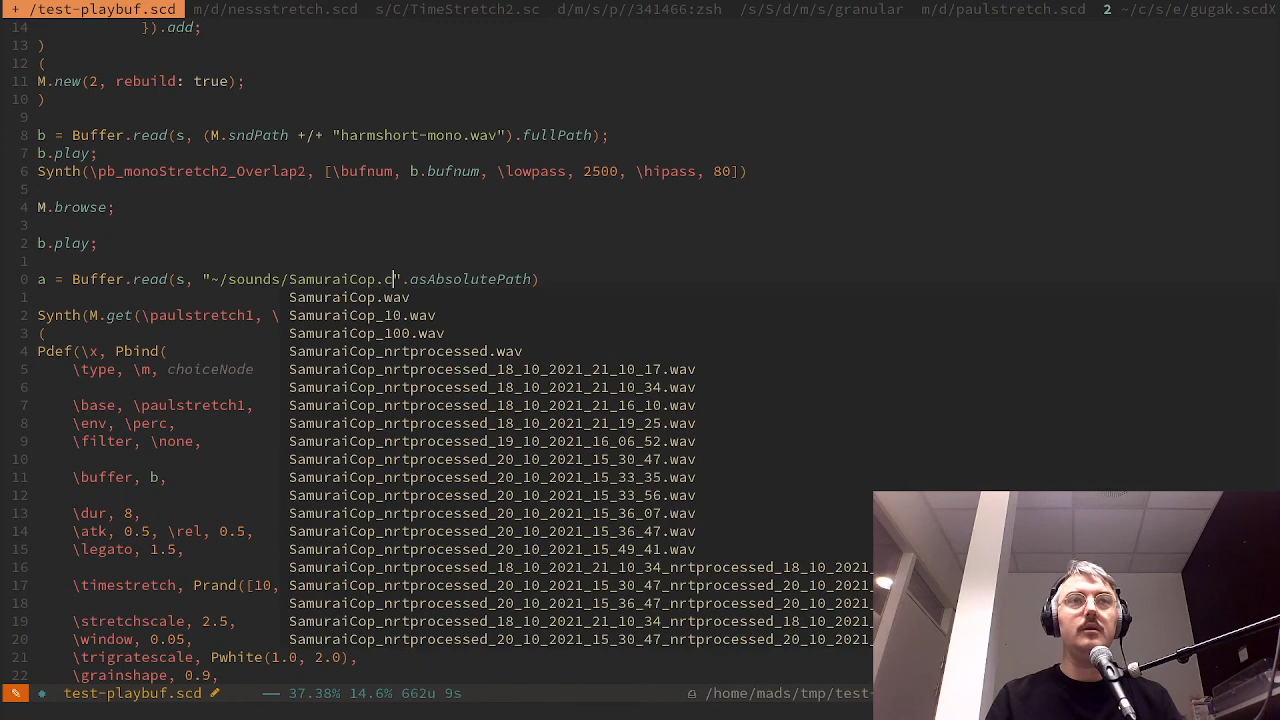 + /test-playbuf.scd m/d/nessstretch.scd s/C/TimeStretch2.sc d/m/s/p//341466:zsh /s/S/d/m/s/granular m/d/paulstretch.scd 2 ~/c/s/e/gugak.scdX
14 }).add;
13 )
12 (
11 M.new(2, rebuild: true);
10 )
9
8 b = Buffer.read(s, (M.sndPath +/+ "harmshort-mono.wav").fullPath);
7 b.play;
6 Synth(\pb_monoStretch2_Overlap2, [\bufnum, b.bufnum, \lowpass, 2500, \hipass, 80])
5
4 M.browse;
3
2 b.play;
1
0 a = Buffer.read(s, "~/sounds/SamuraiCop.c".asAbsolutePath)
1 SamuraiCop.wav
2 Synth(M.get(\paulstretch1, \ SamuraiCop_10.wav
3 ( SamuraiCop_100.wav
4 Pdef(\x, Pbind( SamuraiCop_nrtprocessed.wav
5 \type, \m, choiceNode SamuraiCop_nrtprocessed_18_10_2021_21_10_17.wav
6 SamuraiCop_nrtprocessed_18_10_2021_21_10_34.wav
7 \base, \paulstretch1, SamuraiCop_nrtprocessed_18_10_2021_21_16_10.wav
8 \env, \perc, SamuraiCop_nrtprocessed_18_10_2021_21_19_25.wav
9 \filter, \none, SamuraiCop_nrtprocessed_19_10_2021_16_06_52.wav
10 SamuraiCop_nrtprocessed_20_10_2021_15_30_47.wav
11 \buffer, b, SamuraiCop_nrtprocessed_20_10_2021_15_33_35.wav
12 SamuraiCop_nrtprocessed_20_10_2021_15_33_56.wav
13 \dur, 8, SamuraiCop_nrtprocessed_20_10_2021_15_36_07.wav
14 \atk, 0.5, \rel, 0.5, SamuraiCop_nrtprocessed_20_10_2021_15_36_47.wav
15 \legato, 1.5, SamuraiCop_nrtprocessed_20_10_2021_15_49_41.wav
16 SamuraiCop_nrtprocessed_18_10_2021_21_10_34_nrtprocessed_18_10_2021_
17 \timestretch, Prand([10, SamuraiCop_nrtprocessed_20_10_2021_15_30_47_nrtprocessed_20_10_2021_
18 SamuraiCop_nrtprocessed_20_10_2021_15_36_47_nrtprocessed_20_10_2021_
19 \stretchscale, 2.5, SamuraiCop_nrtprocessed_18_10_2021_21_10_34_nrtprocessed_20_10_2021_
20 \window, 0.05, SamuraiCop_nrtprocessed_20_10_2021_15_30_47_nrtprocessed_20_10_2021_
21 \trigratescale, Pwhite(1.0, 2.0),
22 \grainshape, 0.9,
test-playbuf.scd 37.38% 14.6% 662u 9s /home/mads/tmp/test-